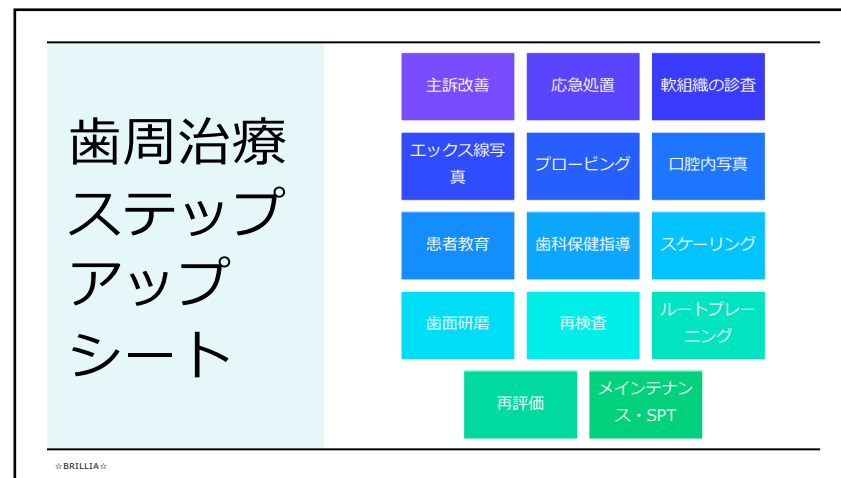 歯周治療
ステップ
アップ
シート
主訴改善
応急処置
軟組織の診査
エックス線写
真
プロービング
口腔内写真
患者教育
歯科保健指導
スケーリング
歯面研磨
再検査
ルートプレー
ニング
再評価
メインテナン
ス・SPT
☆BRILLIA☆